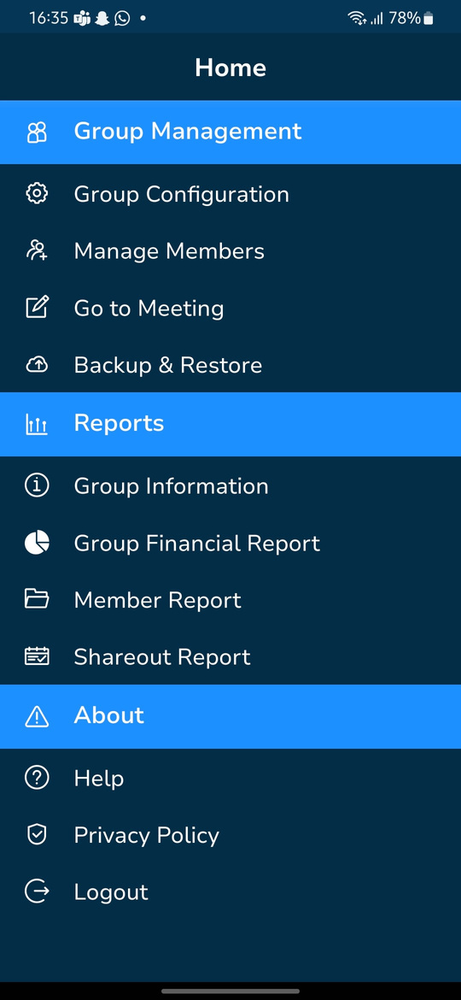 16:35 78%
Home
Group Management
Group Configuration
Manage Members
Go to Meeting
Backup & Restore
Reports
Group Information
Group Financial Report
Member Report
Shareout Report
About
Help
Privacy Policy
Logout